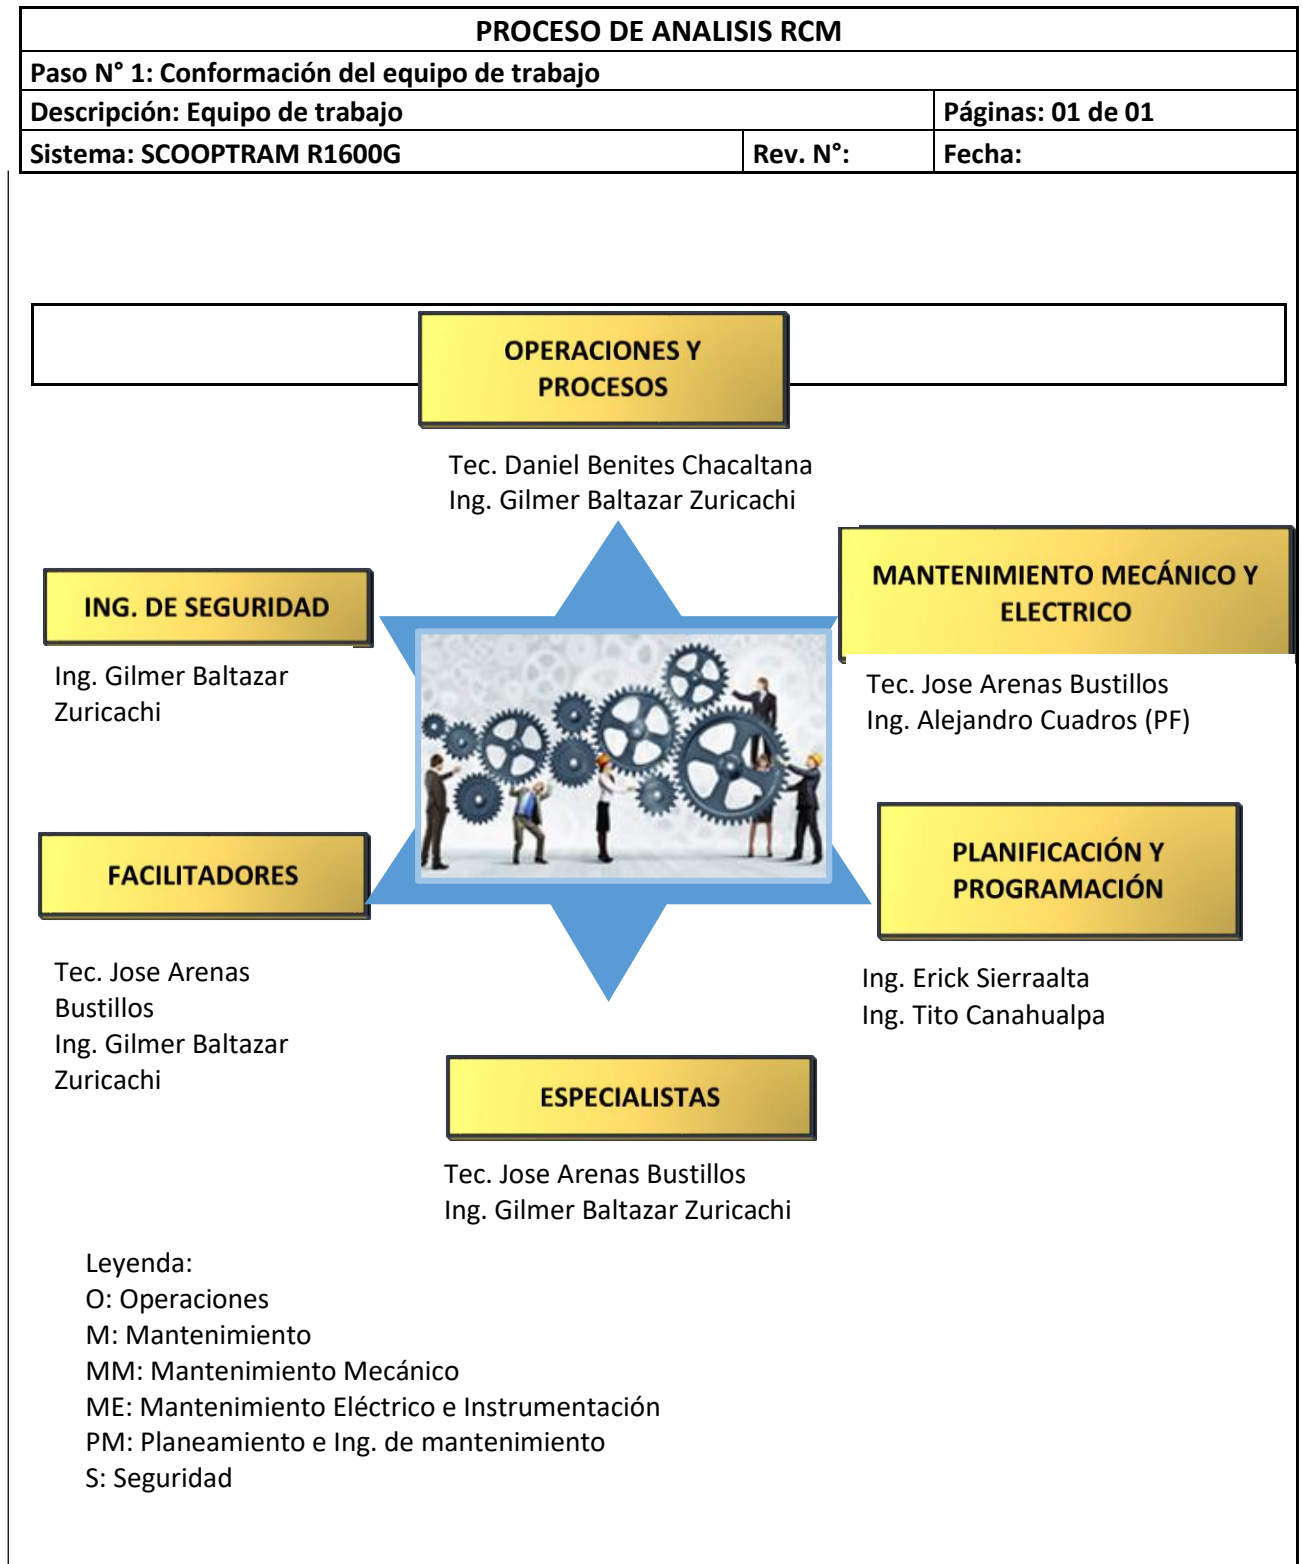 PROCESO DE ANALISIS RCM
Paso N° 1: Conformación del equipo de trabajo
Descripción: Equipo de trabajo
Páginas: 01 de 01
Sistema: SCOOPTRAM R1600G
Rev. N°:
Fecha:
OPERACIONES Y
PROCESOS
Tec. Daniel Benites Chacaltana
Ing. Gilmer Baltazar Zuricachi
ING. DE SEGURIDAD
Ing. Gilmer Baltazar
Zuricachi
MANTENIMIENTO MECÁNICO Y
ELECTRICO
Tec. Jose Arenas Bustillos
Ing. Alejandro Cuadros (PF)
FACILITADORES
Tec. Jose Arenas
Bustillos
Ing. Gilmer Baltazar
Zuricachi
PLANIFICACIÓN Y
PROGRAMACIÓN
Ing. Erick Sierraalta
Ing. Tito Canahualpa
ESPECIALISTAS
Tec. Jose Arenas Bustillos
Ing. Gilmer Baltazar Zuricachi
Leyenda:
O: Operaciones
M: Mantenimiento
MM: Mantenimiento Mecánico
ME: Mantenimiento Eléctrico e Instrumentación
PM: Planeamiento e Ing. de mantenimiento
S: Seguridad